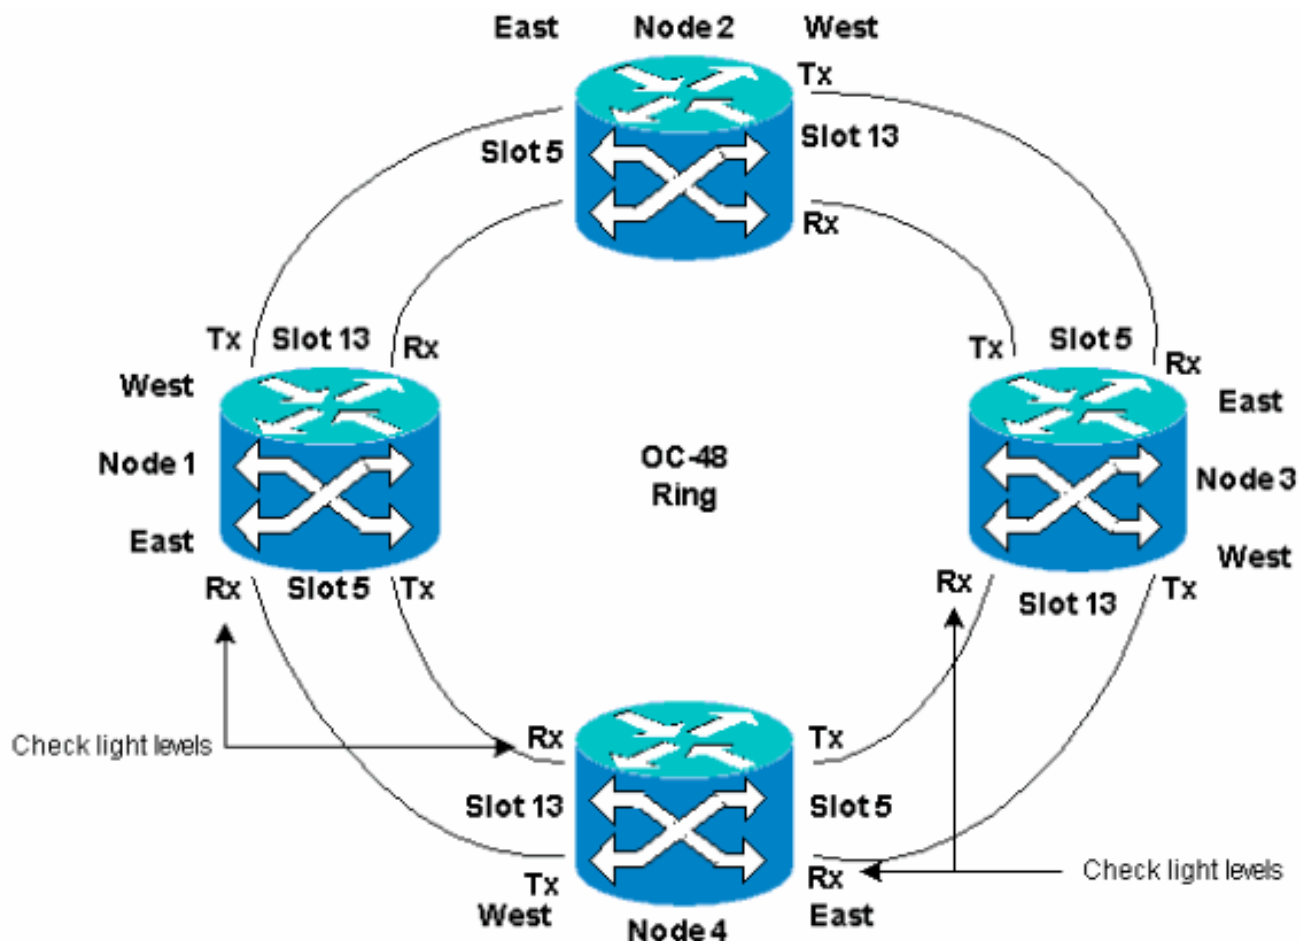 East
Node 2
West
Tx
Slot 5
Slot 13
Rx
Tx
Slot 13
Rx
Tx
Slot 5
Rx
West
East
Node 1
OC-48
Ring
Node 3
East
West
Rx
Slot 5
Tx
Rx
Slot 13
Tx
Check light levels
Rx
Tx
Slot 13
Slot 5
Tx
Rx
Check light levels
West
Node 4
East